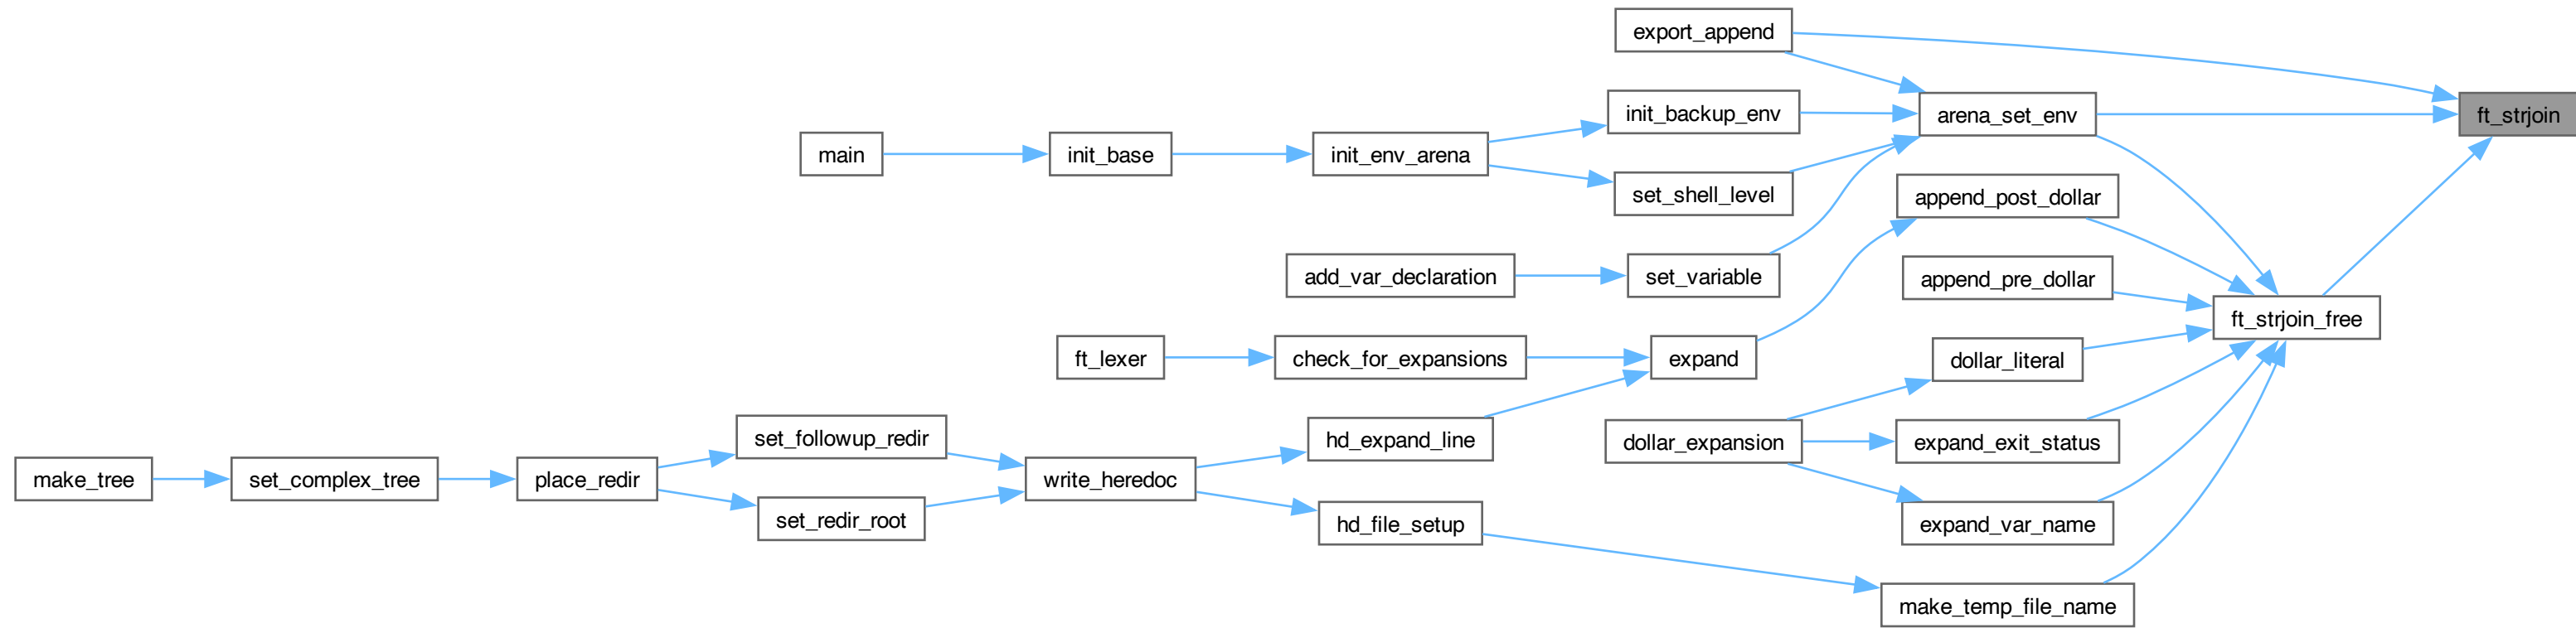 export_append
init_backup_env
arena_set_env
ft_strjoin
main
init_base
init_env_arena
set_shell_level
append_post_dollar
add_var_declaration
set_variable
append_pre_dollar
ft_strjoin_free
ft_lexer
check_for_expansions
expand
dollar_literal
set_followup_redir
hd_expand_line
dollar_expansion
expand_exit_status
make_tree
set_complex_tree
place_redir
write_heredoc
set_redir_root
hd_file_setup
expand_var_name
make_temp_file_name